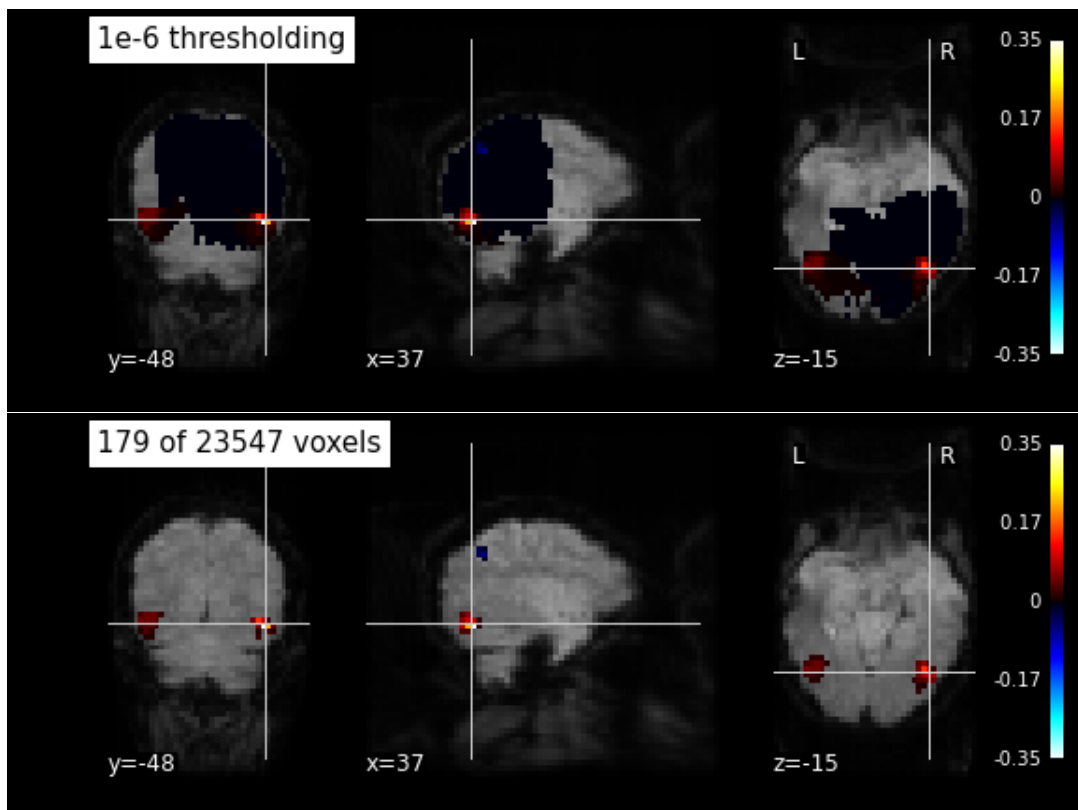 1e-6 thresholding
L R
0.35
0.17
0
-0.17
-0.35
y=-48 x=37 z=-15
179 of 23547 voxels
L R
0.35
0.17
0
-0.17
-0.35
y=-48 x=37 z=-15